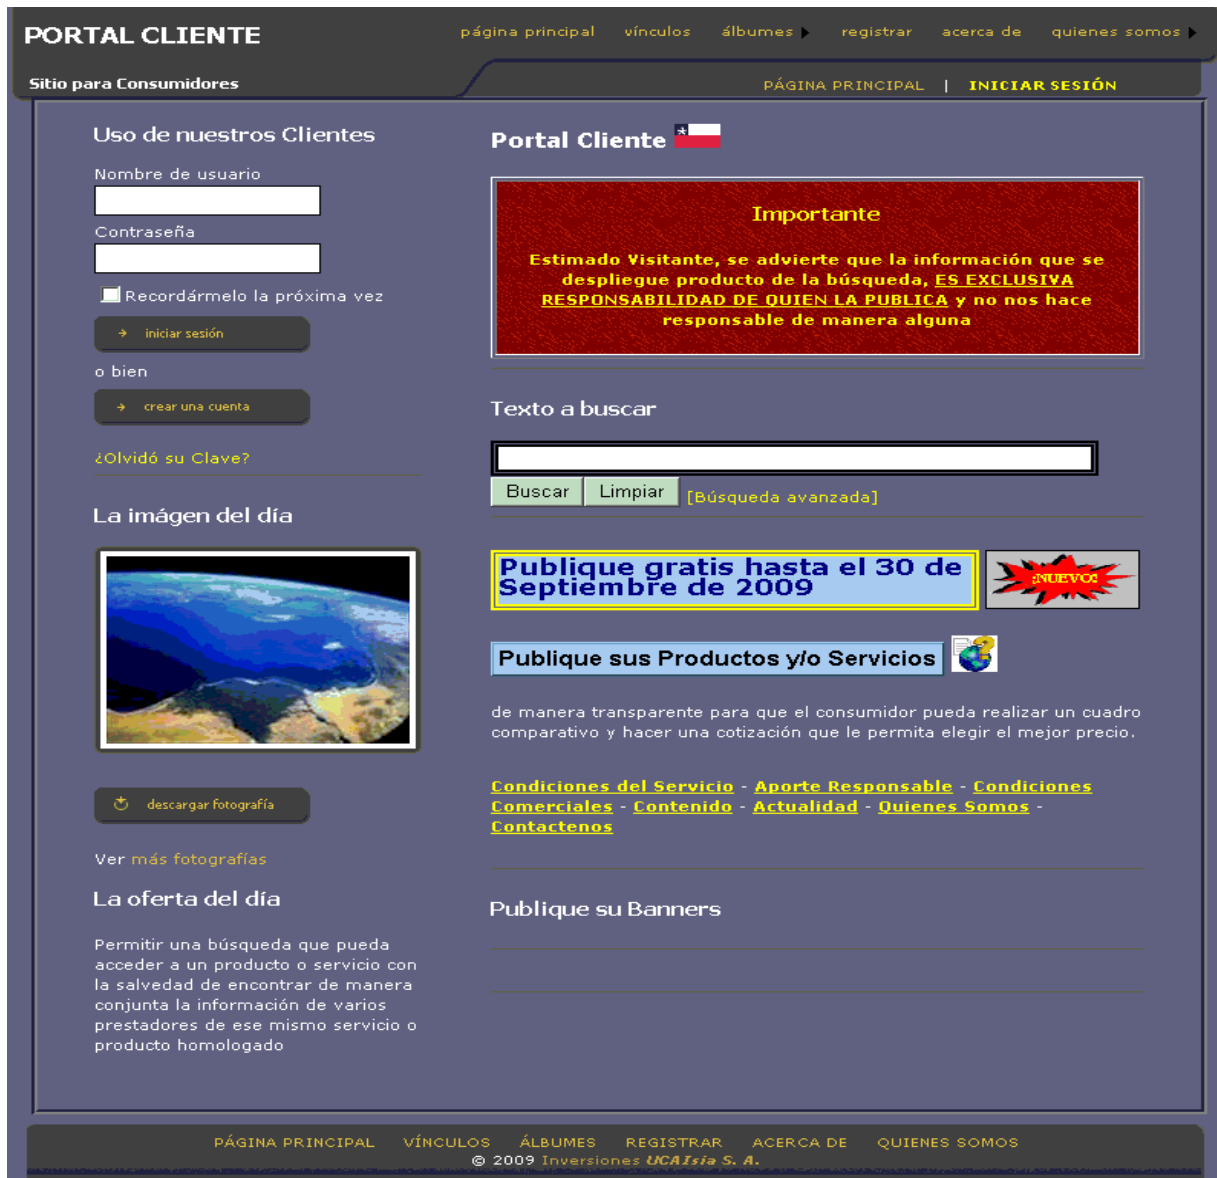 PORTAL CLIENTE
página principal vínculos álbumes registrar acerca de quienes somos
Sitio para Consumidores
PÁGINA PRINCIPAL | INICIAR SESIÓN
Uso de nuestros Clientes
Nombre de usuario
Contraseña
Recordármelo la próxima vez
iniciar sesión
o bien
crear una cuenta
¿Olvidó su Clave?
La imágen del día
descargar fotografía
Ver más fotografías
La oferta del día
Permitir una búsqueda que pueda
acceder a un producto o servicio con
la salvedad de encontrar de manera
conjunta la información de varios
prestadores de ese mismo servicio o
producto homologado
Portal Cliente
Importante
Estimado Visitante, se advierte que la información que se
despliegue producto de la búsqueda, ES EXCLUSIVA
RESPONSABILIDAD DE QUIEN LA PUBLICA y no nos hace
responsable de manera alguna
Texto a buscar
Buscar Limpiar [Búsqueda avanzada]
Publique gratis hasta el 30 de
Septiembre de 2009
¡NUEVO!
Publique sus Productos y/o Servicios
de manera transparente para que el consumidor pueda realizar un cuadro
comparativo y hacer una cotización que le permita elegir el mejor precio.
Condiciones del Servicio - Aporte Responsable - Condiciones
Comerciales - Contenido - Actualidad - Quienes Somos -
Contactenos
Publique su Banners
PÁGINA PRINCIPAL VÍNCULOS ÁLBUMES REGISTRAR ACERCA DE QUIENES SOMOS
© 2009 Inversiones UCAIsía S. A.